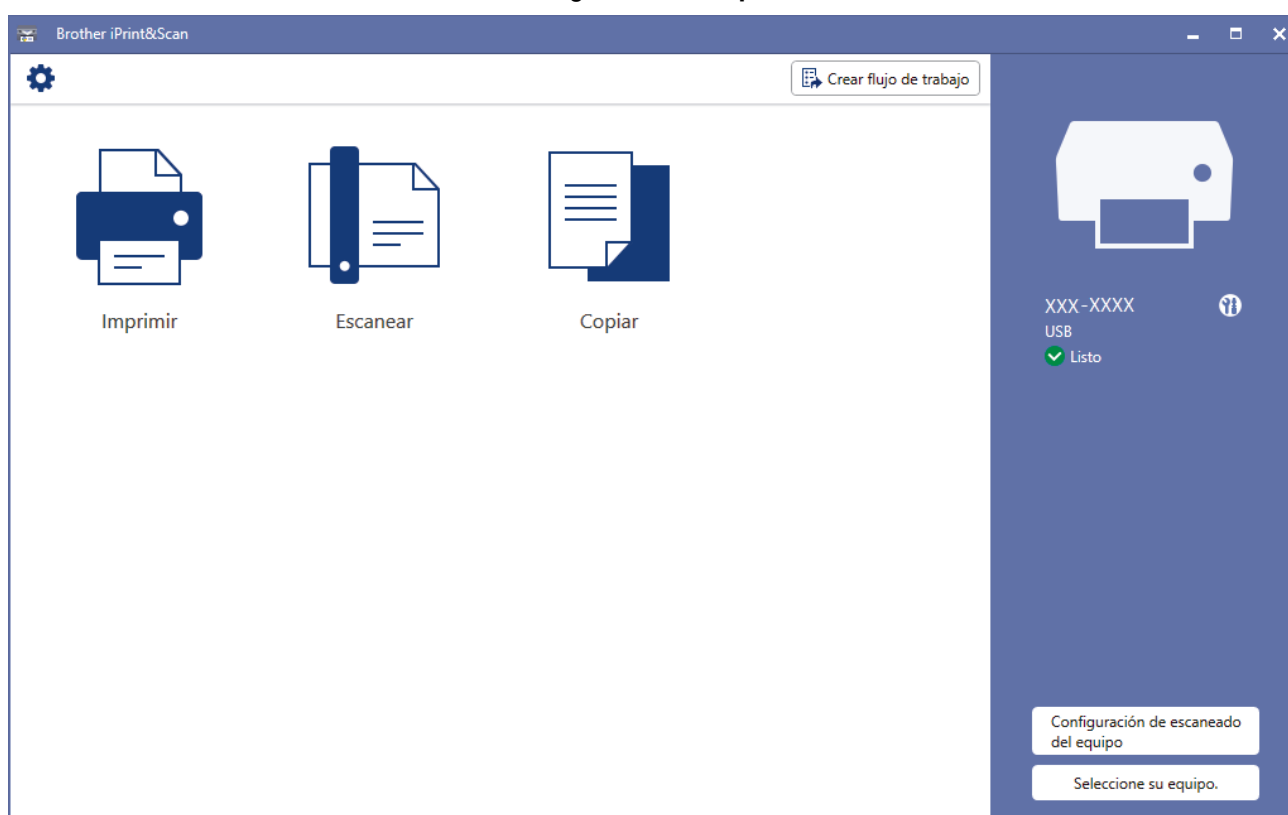 Brother iPrint&Scan
Crear flujo de trabajo
Imprimir
Escanear
Copiar
XXX-XXXX
USB
Listo
Configuración de escaneado
del equipo
Seleccione su equipo.